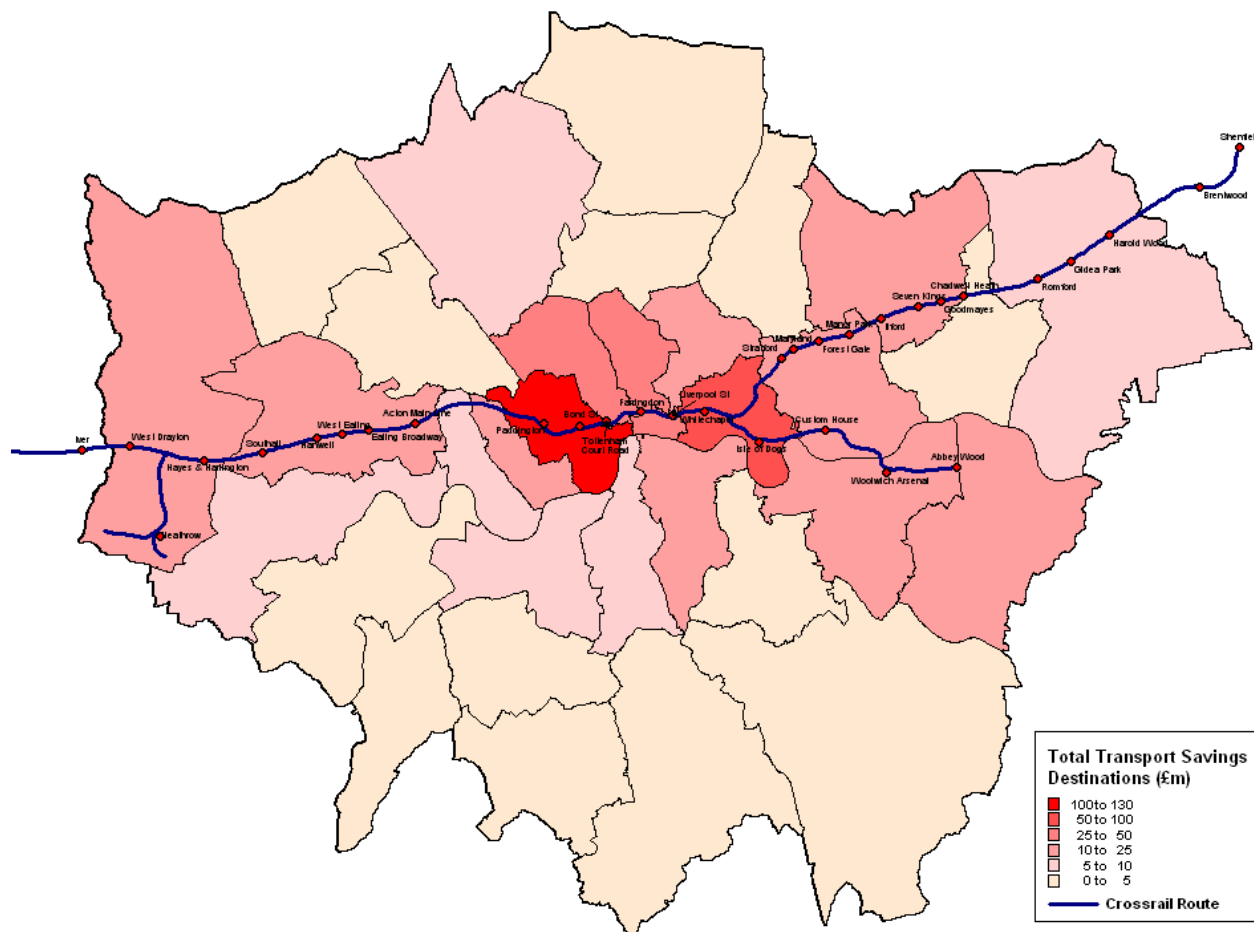 Shenfiel
Brentwood
Harold Wood
Gidea Park
Romford
Chadwell Heath
Seven Kings
Goodmayes
Ilford
Manor Park
Maryland
Forest Gate
Stratford
Liverpool St
Farringdon
Whitechapel
Bond St
Paddington
Tottenham
Court Road
Custom House
Isle of Dogs
Abbey Wood
Woolwich Arsenal
Acton Main Line
West Ealing
Ealing Broadway
Hanwell
Southall
West Drayton
Iver
Hayes & Harlington
Heathrow
Total Transport Savings
Destinations (£m)
100 to 130
50 to 100
25 to 50
10 to 25
5 to 10
0 to 5
Crossrail Route